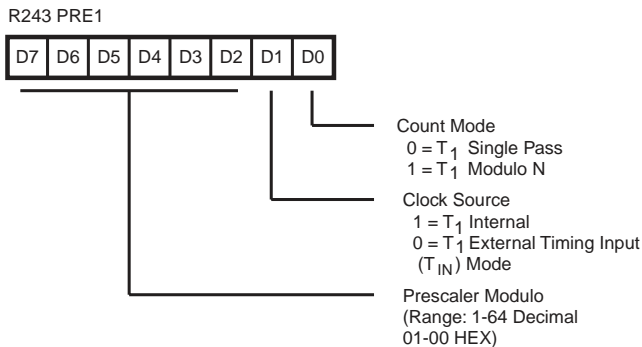 R243 PRE1
D7 D6 D5 D4 D3 D2 D1 D0
Count Mode
0 = T1 Single Pass
1 = T1 Modulo N
Clock Source
1 = T1 Internal
0 = T1 External Timing Input
(TIN) Mode
Prescaler Modulo
(Range: 1-64 Decimal
01-00 HEX)